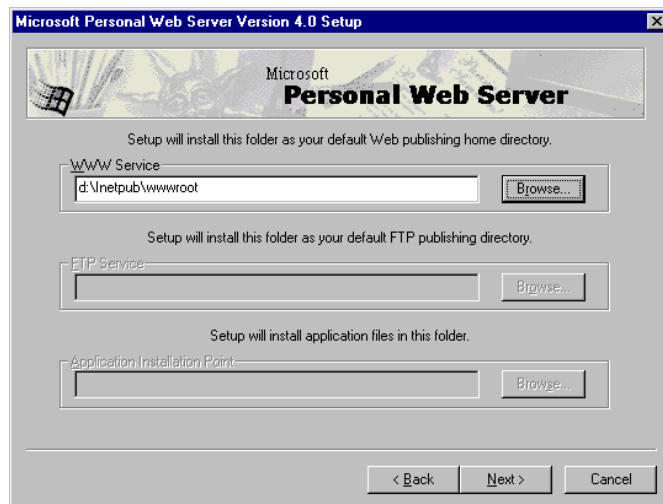 Microsoft Personal Web Server Version 4.0 Setup
Microsoft
Personal Web Server
Setup will install this folder as your default Web publishing home directory.
WWW Service
d:\Inetpub\wwwroot
Browse...
Setup will install this folder as your default FTP publishing directory.
FTP Service
Browse...
Setup will install application files in this folder.
Application Installation Point
Browse...
< Back
Next >
Cancel